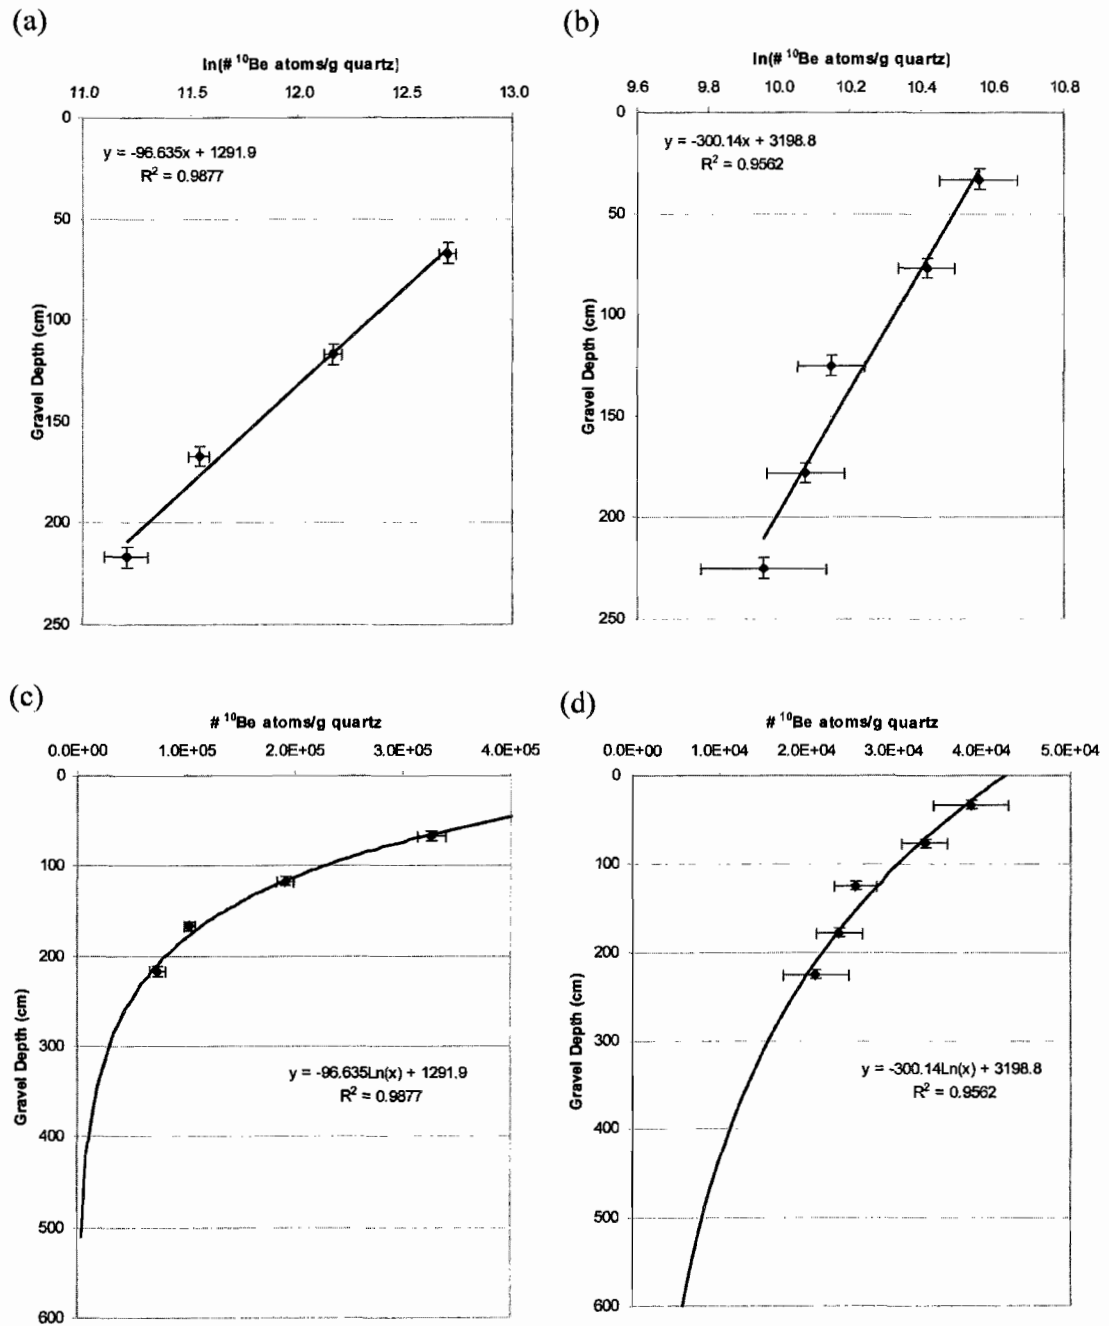 (a)
ln(# ¹⁰Be atoms/g quartz)
11.0 11.5 12.0 12.5 13.0
0
50
100
150
200
250
Gravel Depth (cm)
y = -96.635x + 1291.9
R² = 0.9877
(b)
ln(# ¹⁰Be atoms/g quartz)
9.6 9.8 10.0 10.2 10.4 10.6 10.8
0
50
100
150
200
250
Gravel Depth (cm)
y = -300.14x + 3198.8
R² = 0.9562
(c)
# ¹⁰Be atoms/g quartz
0.0E+00 1.0E+05 2.0E+05 3.0E+05 4.0E+05
0
100
200
300
400
500
600
Gravel Depth (cm)
y = -96.635Ln(x) + 1291.9
R² = 0.9877
(d)
# ¹⁰Be atoms/g quartz
0.0E+00 1.0E+04 2.0E+04 3.0E+04 4.0E+04 5.0E+04
0
100
200
300
400
500
600
Gravel Depth (cm)
y = -300.14Ln(x) + 3198.8
R² = 0.9562